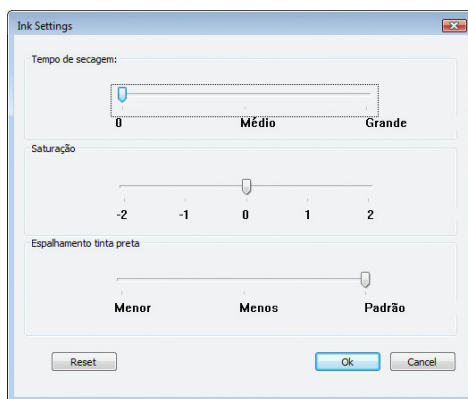 Ink Settings
Tempo de secagem:
0 Médio Grande
Saturação
-2 -1 0 1 2
Espalhamento tinta preta
Menor Menos Padrão
Reset Ok Cancel